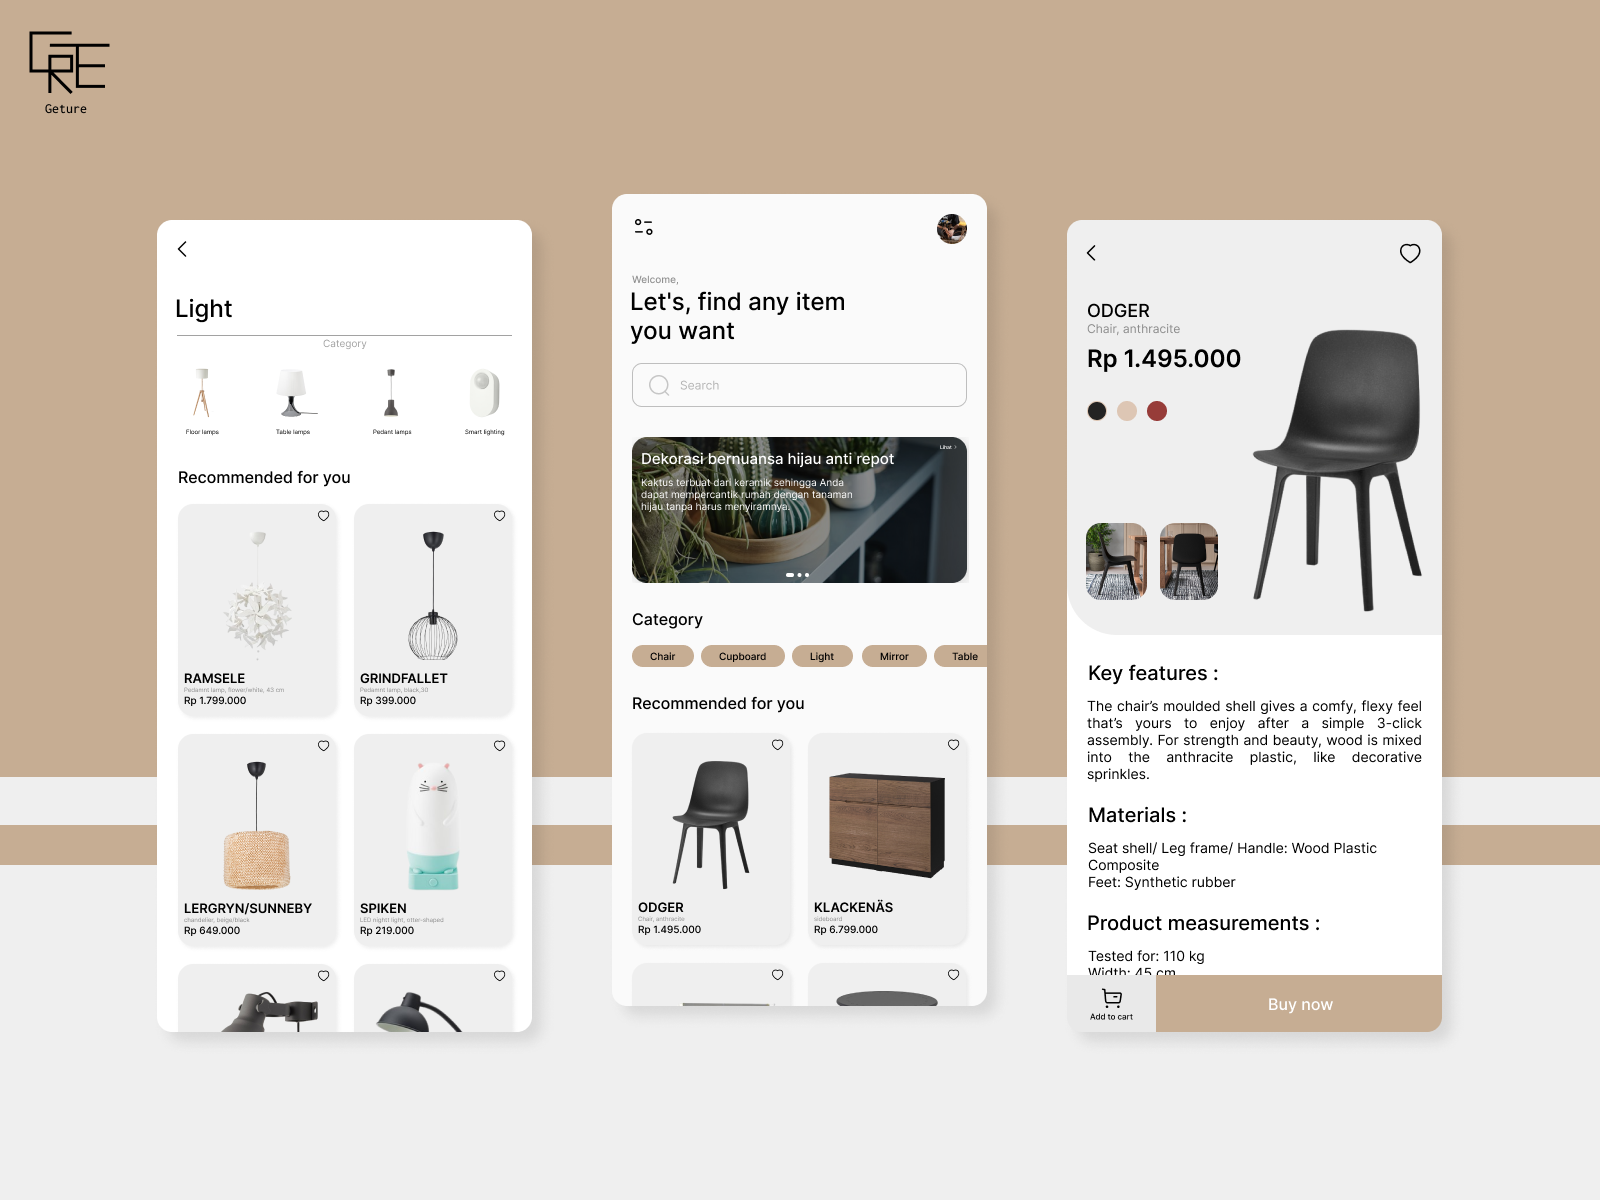 GRE
Geture
Light
Category
Floor lamps
Table lamps
Pedant lamps
Smart lighting
Recommended for you
RAMSELE
Pedamnt lamp, flower/white, 43 cm
Rp 1.799.000
GRINDFALLET
Pedamnt lamp, black,30
Rp 399.000
LERGRYN/SUNNEBY
chandelier, beige/black
Rp 649.000
SPIKEN
LED nightt light, otter-shaped
Rp 219.000
Welcome,
Let's, find any item
you want
Search
Lihat
Dekorasi bernuansa hijau anti repot
Kaktus terbuat dari keramik sehingga Anda
dapat mempercantik rumah dengan tanaman
hijau tanpa harus menyiramnya.
Category
Chair
Cupboard
Light
Mirror
Table
Recommended for you
ODGER
Chair, anthracite
Rp 1.495.000
KLACKENÄS
sideboard
Rp 6.799.000
ODGER
Chair, anthracite
Rp 1.495.000
Key features :
The chair’s moulded shell gives a comfy, flexy feel
that’s yours to enjoy after a simple 3-click
assembly. For strength and beauty, wood is mixed
into the anthracite plastic, like decorative
sprinkles.
Materials :
Seat shell/ Leg frame/ Handle: Wood Plastic
Composite
Feet: Synthetic rubber
Product measurements :
Tested for: 110 kg
Width: 45 cm
Add to cart
Buy now